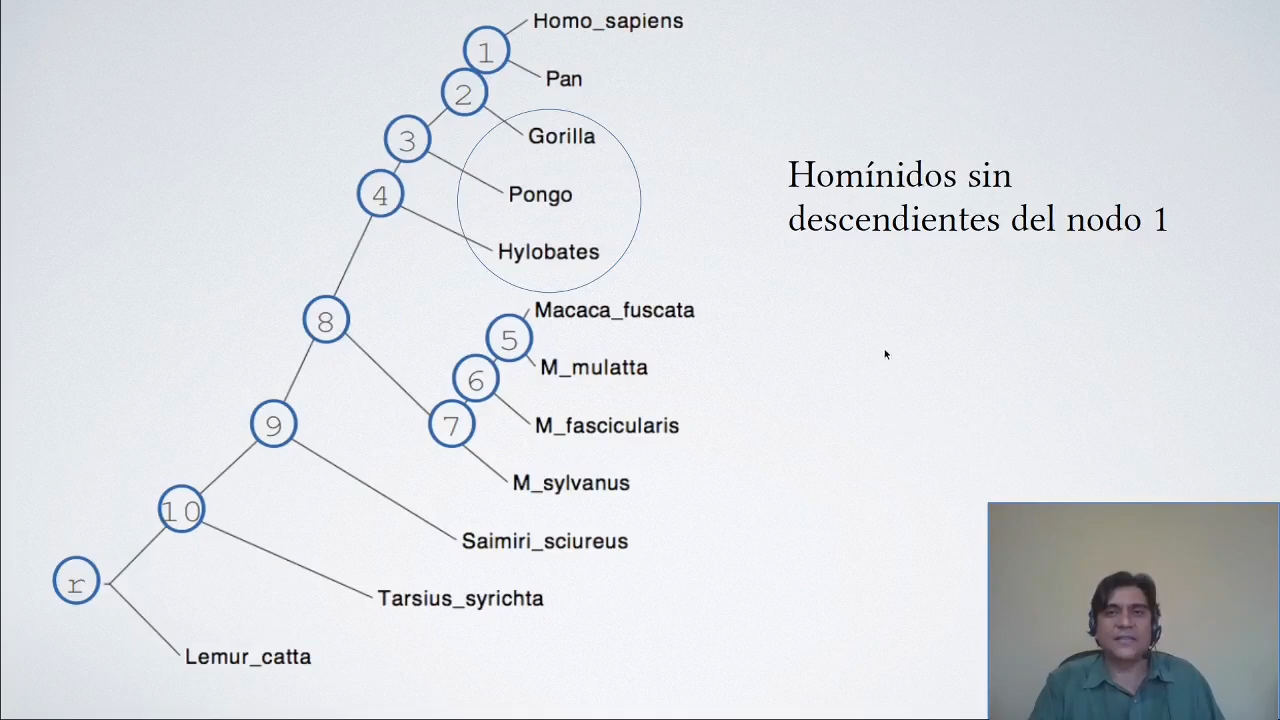 Homo_sapiens
1
Pan
2
Gorilla
3
Homínidos sin
descendientes del nodo 1
Pongo
4
Hylobates
Macaca_fuscata
8
5
M_mulatta
6
M_fascicularis
9
7
M_sylvanus
10
Saimiri_sciureus
r
Tarsius_syrichta
Lemur_catta